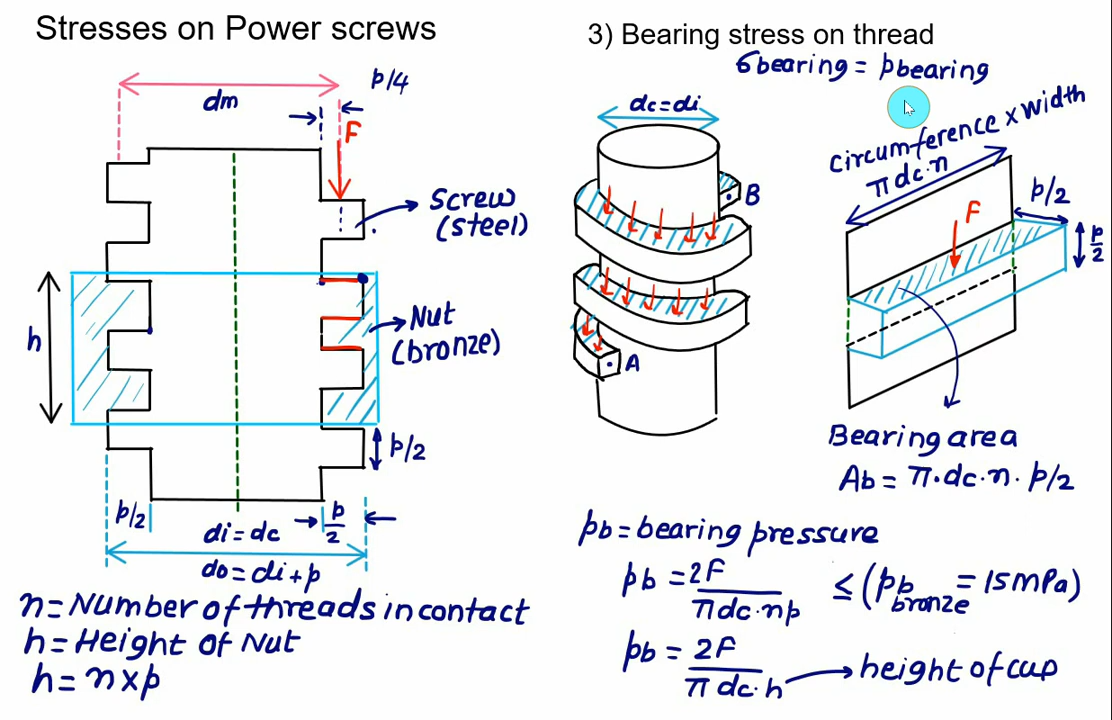 Stresses on Power screws
dm
p/4
F
Screw
(steel)
h
Nut
(bronze)
p/2
p/2
di = dc
p/2
do = di + p
n = Number of threads in contact
h = Height of Nut
h = n x p
3) Bearing stress on thread
σbearing = pbearing
dc = di
B
A
circumference x width
π dc · n
p/2
F
p/2
Bearing area
Ab = π · dc · n · p/2
pb = bearing pressure
pb = 2F / π dc · np ≤ (pb bronze = 15 mPa)
pb = 2F / π dc · h → height of cup